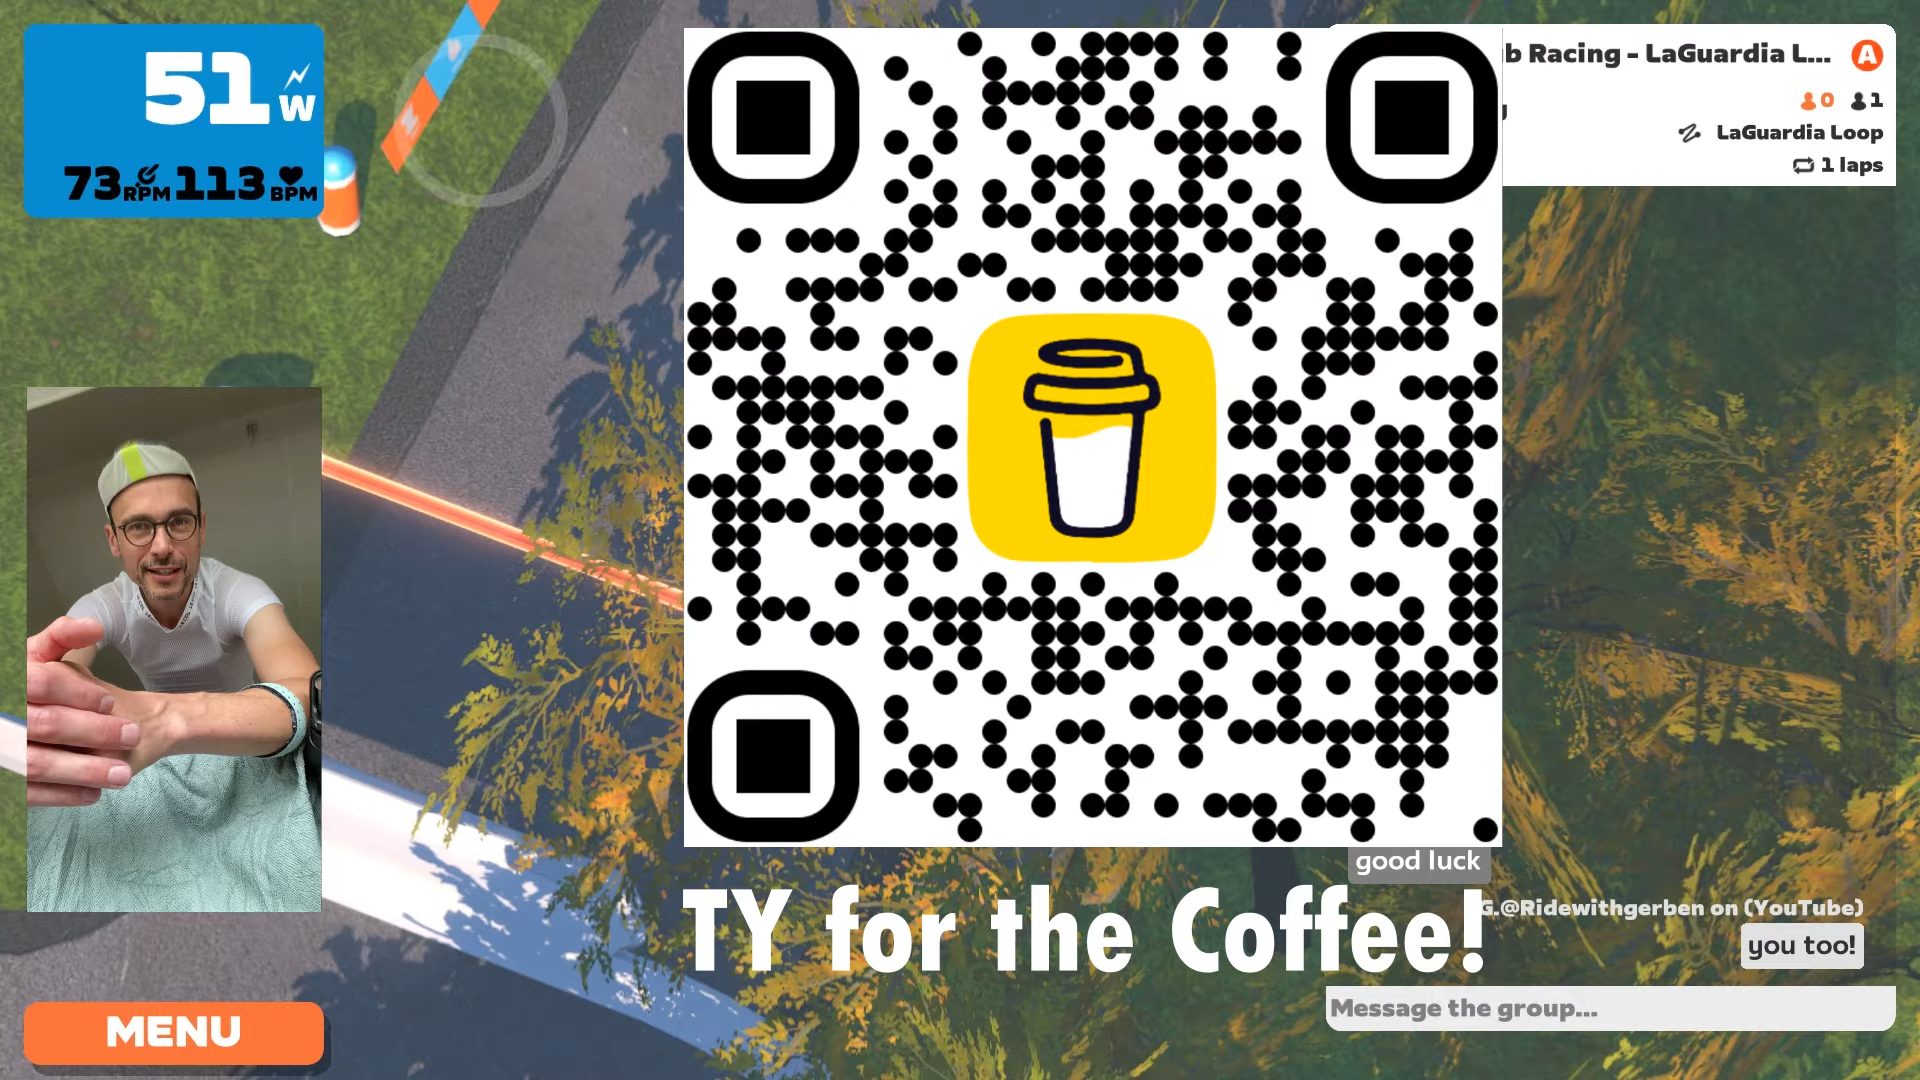 51 W
73 RPM 113 BPM
b Racing - LaGuardia L... A
0 1
LaGuardia Loop
1 laps
good luck
TY for the Coffee!
G.@Ridewithgerben on (YouTube)
you too!
Message the group...
MENU